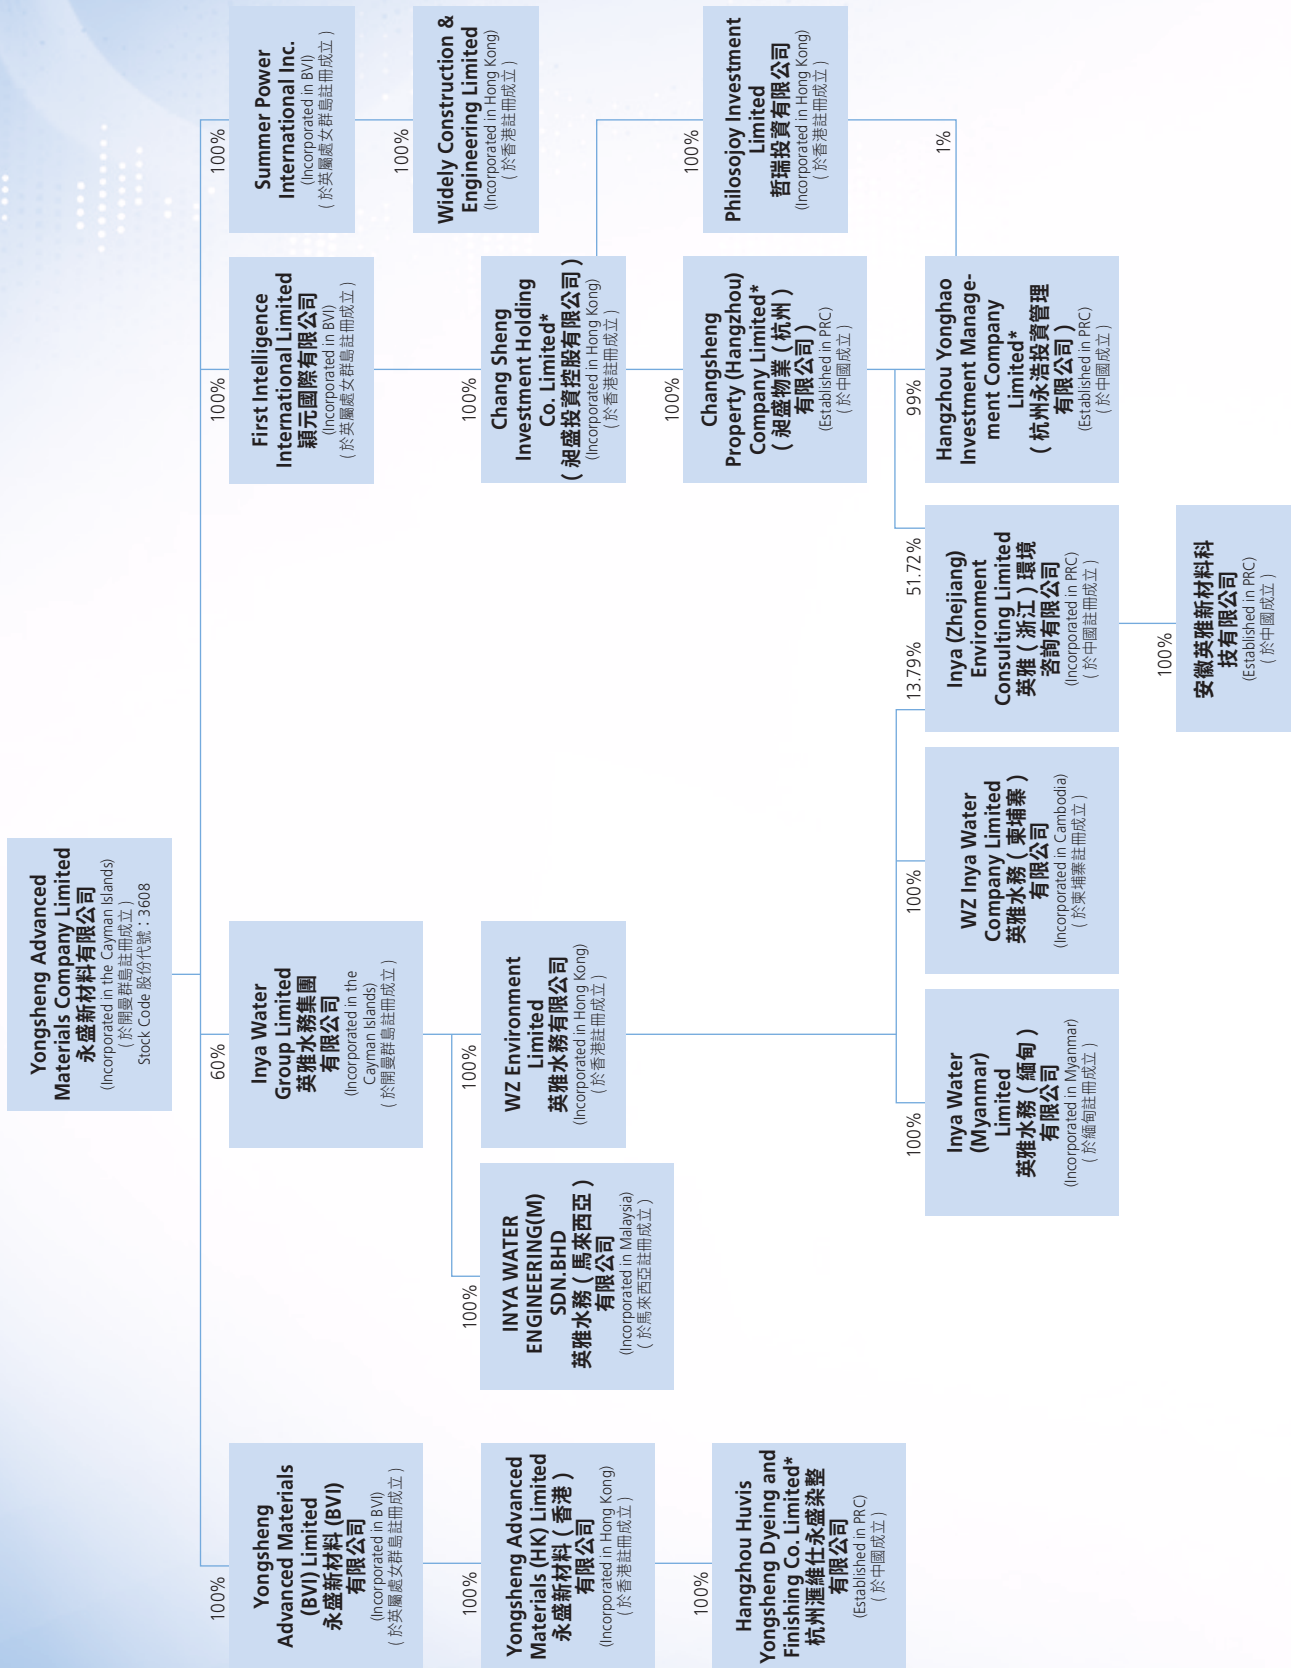 Yongsheng Advanced
Materials Company Limited
永盛新材料有限公司
(Incorporated in the Cayman Islands)
（於開曼群島註冊成立）
Stock Code 股份代號：3608
100%
Yongsheng
Advanced Materials
(BVI) Limited
永盛新材料 (BVI)
有限公司
(Incorporated in BVI)
（於英屬處女群島註冊成立）
60%
Inya Water
Group Limited
英雅水務集團
有限公司
(Incorporated in the
Cayman Islands)
（於開曼群島註冊成立）
100%
First Intelligence
International Limited
穎元國際有限公司
(Incorporated in BVI)
（於英屬處女群島註冊成立）
100%
Summer Power
International Inc.
(Incorporated in BVI)
（於英屬處女群島註冊成立）
100%
Widely Construction &
Engineering Limited
(Incorporated in Hong Kong)
（於香港註冊成立）
100%
Yongsheng Advanced
Materials (HK) Limited
永盛新材料（香港）
有限公司
(Incorporated in Hong Kong)
（於香港註冊成立）
100%
INYA WATER
ENGINEERING(M)
SDN.BHD
英雅水務（馬來西亞）
有限公司
(Incorporated in Malaysia)
（於馬來西亞註冊成立）
100%
WZ Environment
Limited
英雅水務有限公司
(Incorporated in Hong Kong)
（於香港註冊成立）
100%
Chang Sheng
Investment Holding
Co. Limited*
（昶盛投資控股有限公司）
(Incorporated in Hong Kong)
（於香港註冊成立）
100%
Hangzhou Huvis
Yongsheng Dyeing and
Finishing Co. Limited*
杭州滙維仕永盛染整
有限公司
(Established in PRC)
（於中國成立）
100%
Changsheng
Property (Hangzhou)
Company Limited*
（昶盛物業（杭州）
有限公司）
(Established in PRC)
（於中國成立）
100%
Philosojoy Investment
Limited
哲瑞投資有限公司
(Incorporated in Hong Kong)
（於香港註冊成立）
100%
Inya Water
(Myanmar)
Limited
英雅水務（緬甸）
有限公司
(Incorporated in Myanmar)
（於緬甸註冊成立）
100%
WZ Inya Water
Company Limited
英雅水務（柬埔寨）
有限公司
(Incorporated in Cambodia)
（於柬埔寨註冊成立）
13.79%
51.72%
Inya (Zhejiang)
Environment
Consulting Limited
英雅（浙江）環境
咨詢有限公司
(Incorporated in PRC)
（於中國註冊成立）
99%
1%
Hangzhou Yonghao
Investment Manage-
ment Company
Limited*
（杭州永浩投資管理
有限公司）
(Established in PRC)
（於中國成立）
100%
安徽英雅新材料科
技有限公司
(Established in PRC)
（於中國成立）